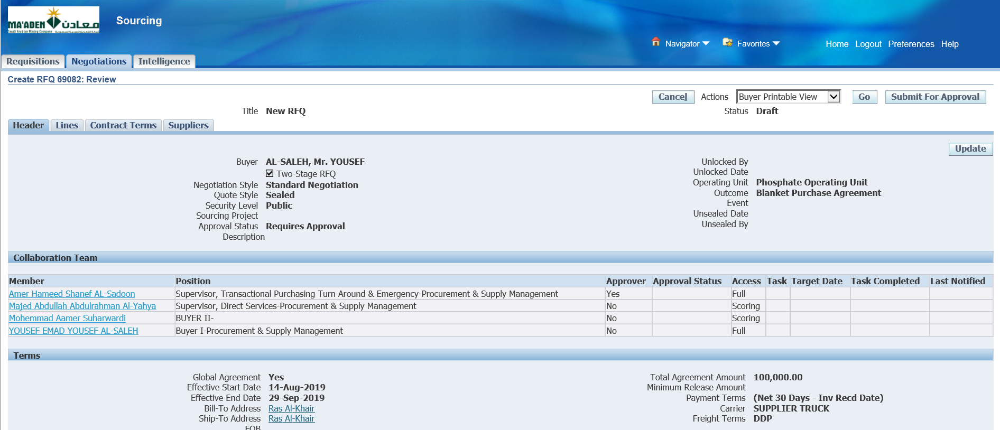 MA'ADEN معادن
Saudi Arabian Mining Company شركة التعدين العربية السعودية
Sourcing
Navigator Favorites Home Logout Preferences Help
Requisitions Negotiations Intelligence
Create RFQ 69082: Review
Cancel Actions Buyer Printable View Go Submit For Approval
Title New RFQ Status Draft
Header Lines Contract Terms Suppliers
Update
Buyer AL-SALEH, Mr. YOUSEF
Two-Stage RFQ
Negotiation Style Standard Negotiation
Quote Style Sealed
Security Level Public
Sourcing Project
Approval Status Requires Approval
Description
Unlocked By
Unlocked Date
Operating Unit Phosphate Operating Unit
Outcome Blanket Purchase Agreement
Event
Unsealed Date
Unsealed By
Collaboration Team
Member Position Approver Approval Status Access Task Target Date Task Completed Last Notified
Amer Hameed Shanef AL-Sadoon Supervisor, Transactional Purchasing Turn Around & Emergency-Procurement & Supply Management Yes Full
Majed Abdullah Abdulrahman Al-Yahya Supervisor, Direct Services-Procurement & Supply Management No Scoring
Mohemmad Aamer Suharwardi BUYER II- No Scoring
YOUSEF EMAD YOUSEF AL-SALEH Buyer I-Procurement & Supply Management No Full
Terms
Global Agreement Yes
Effective Start Date 14-Aug-2019
Effective End Date 29-Sep-2019
Bill-To Address Ras Al-Khair
Ship-To Address Ras Al-Khair
FOB
Total Agreement Amount 100,000.00
Minimum Release Amount
Payment Terms (Net 30 Days - Inv Recd Date)
Carrier SUPPLIER TRUCK
Freight Terms DDP